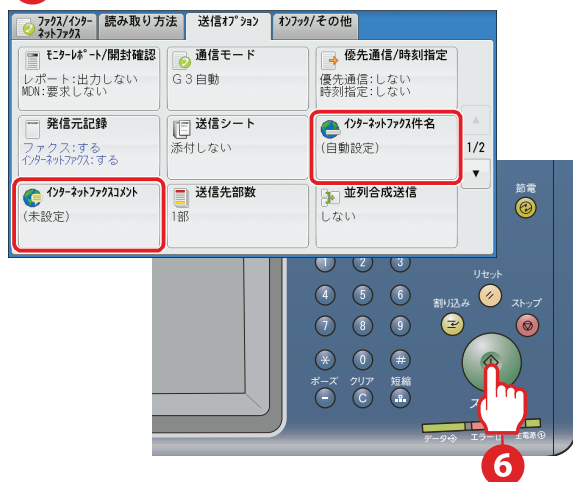 ファクス/インターネットファクス
読み取り方法
送信ｵﾌﾟｼｮﾝ
ｵﾝﾌｯｸ/その他
ﾓﾆﾀｰﾚﾎﾟｰﾄ/開封確認
レポート:出力しない
MDN:要求しない
通信モード
G3自動
優先通信/時刻指定
優先通信:しない
時刻指定:しない
発信元記録
ファクス:する
ｲﾝﾀｰﾈｯﾄﾌｧｸｽ:する
送信シート
添付しない
ｲﾝﾀｰﾈｯﾄﾌｧｸｽ件名
(自動設定)
1/2
ｲﾝﾀｰﾈｯﾄﾌｧｸｽｺﾒﾝﾄ
(未設定)
送信先部数
1部
並列合成送信
しない
節電
1 2 3
リセット
4 5 6
割り込み
ストップ
7 8 9
* 0 #
ポーズ クリア 短縮
- C
データ
主電源
6